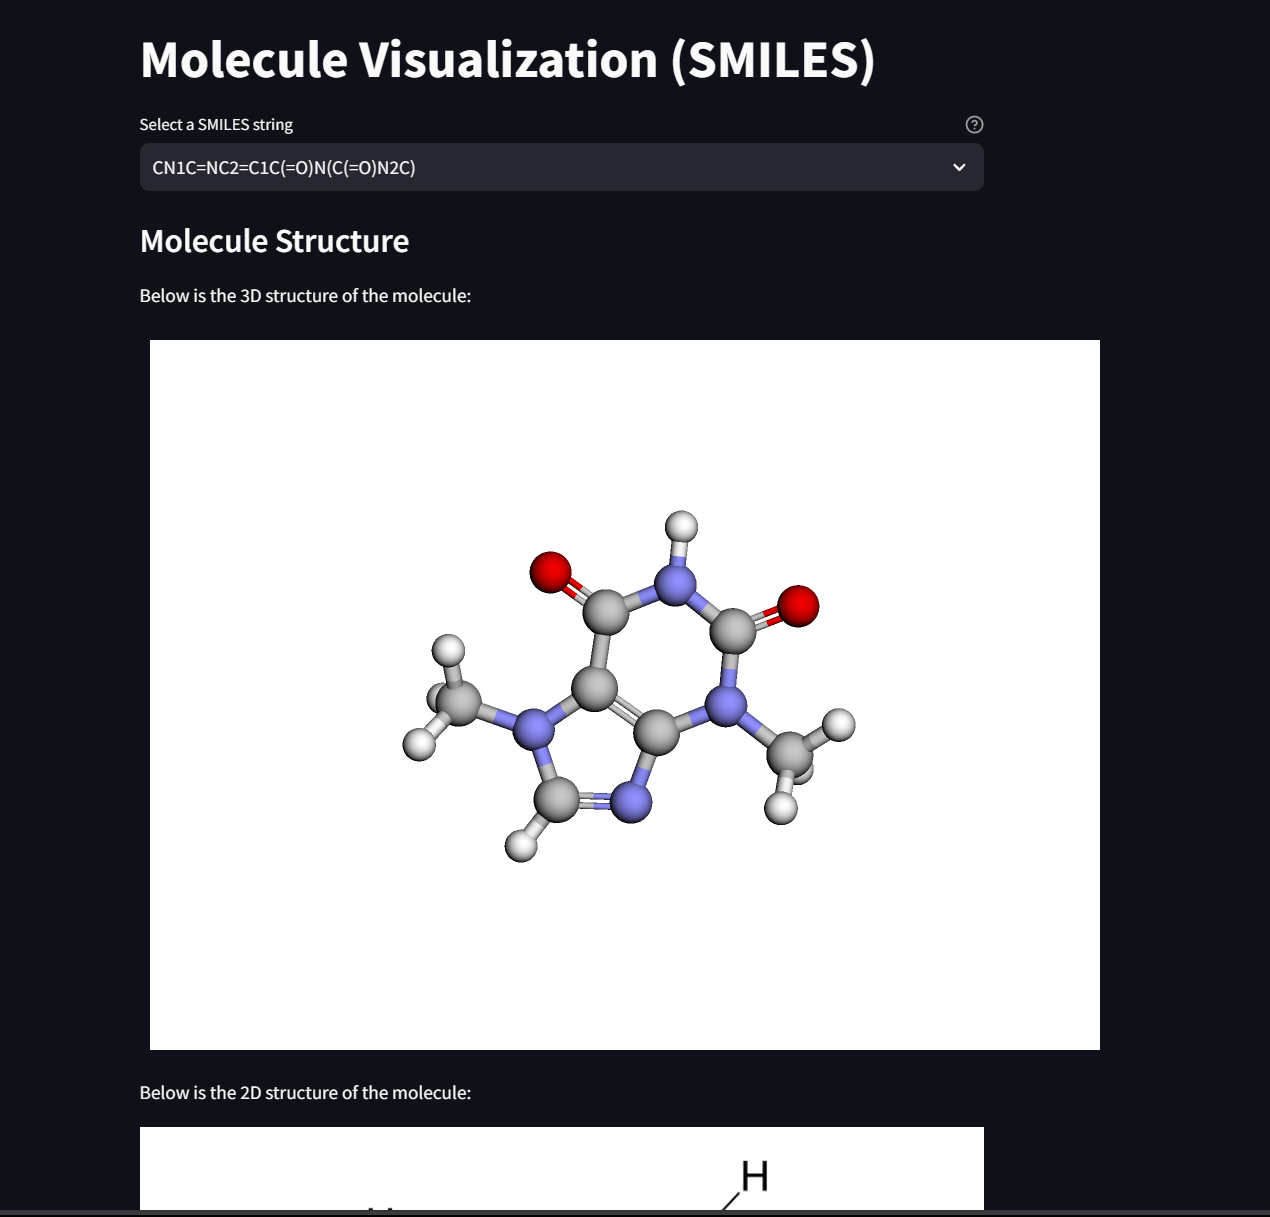 Molecule Visualization (SMILES)
Select a SMILES string
CN1C=NC2=C1C(=O)N(C(=O)N2C)
Molecule Structure
Below is the 3D structure of the molecule:
Below is the 2D structure of the molecule:
H